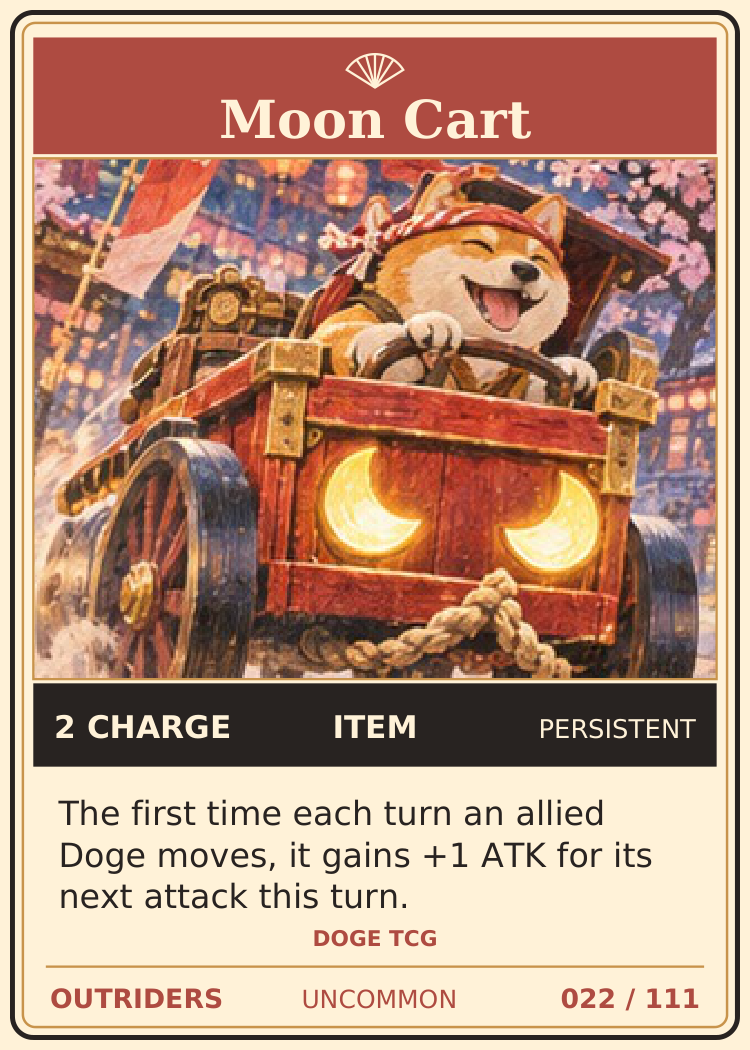 Moon Cart
2 CHARGE ITEM PERSISTENT
The first time each turn an allied
Doge moves, it gains +1 ATK for its
next attack this turn.
DOGE TCG
OUTRIDERS UNCOMMON 022 / 111